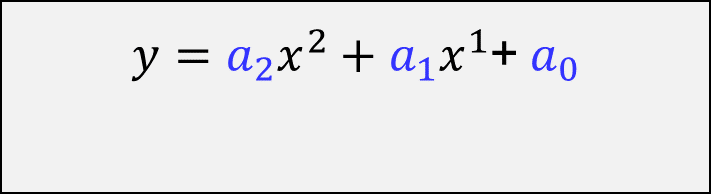 y = a₂x² + a₁x¹+ a₀